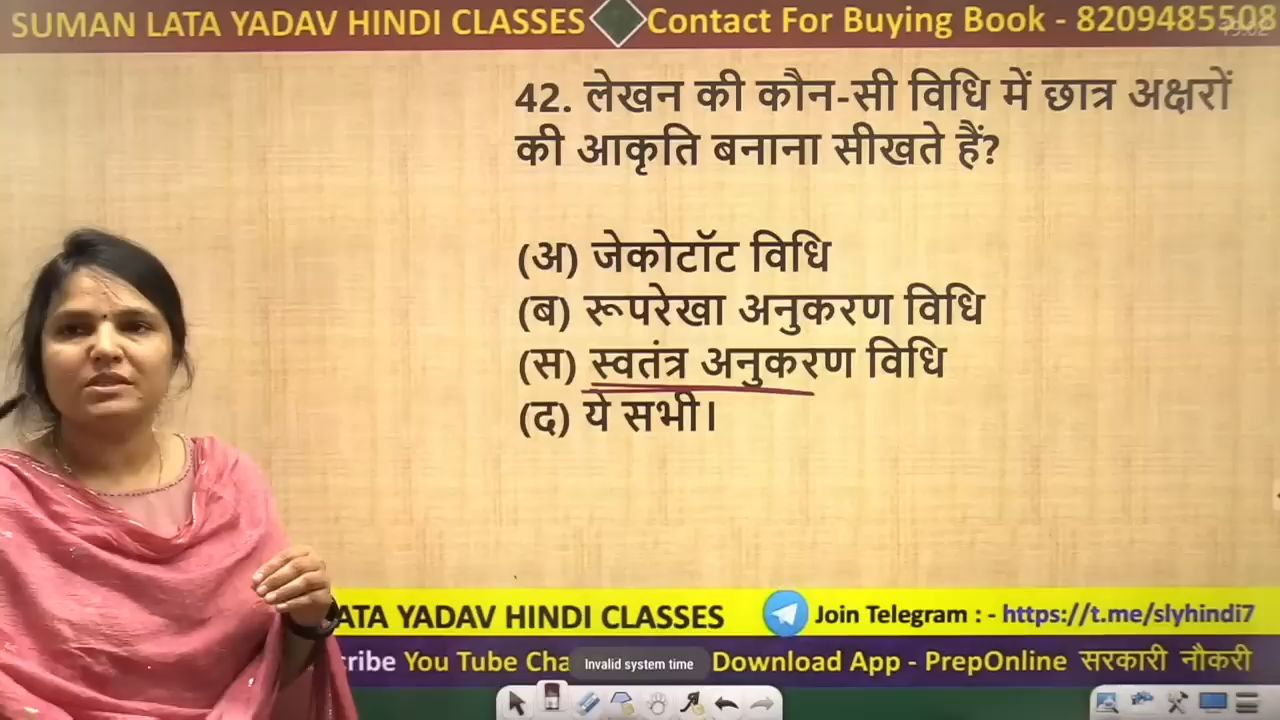 SUMAN LATA YADAV HINDI CLASSES Contact For Buying Book - 8209485508
42. लेखन की कौन-सी विधि में छात्र अक्षरों
की आकृति बनाना सीखते हैं?
(अ) जेकोटॉट विधि
(ब) रूपरेखा अनुकरण विधि
(स) स्वतंत्र अनुकरण विधि
(द) ये सभी।
ATA YADAV HINDI CLASSES Join Telegram : - https://t.me/slyhindi7
cribe You Tube Cha Invalid system time Download App - PrepOnline सरकारी नौकरी